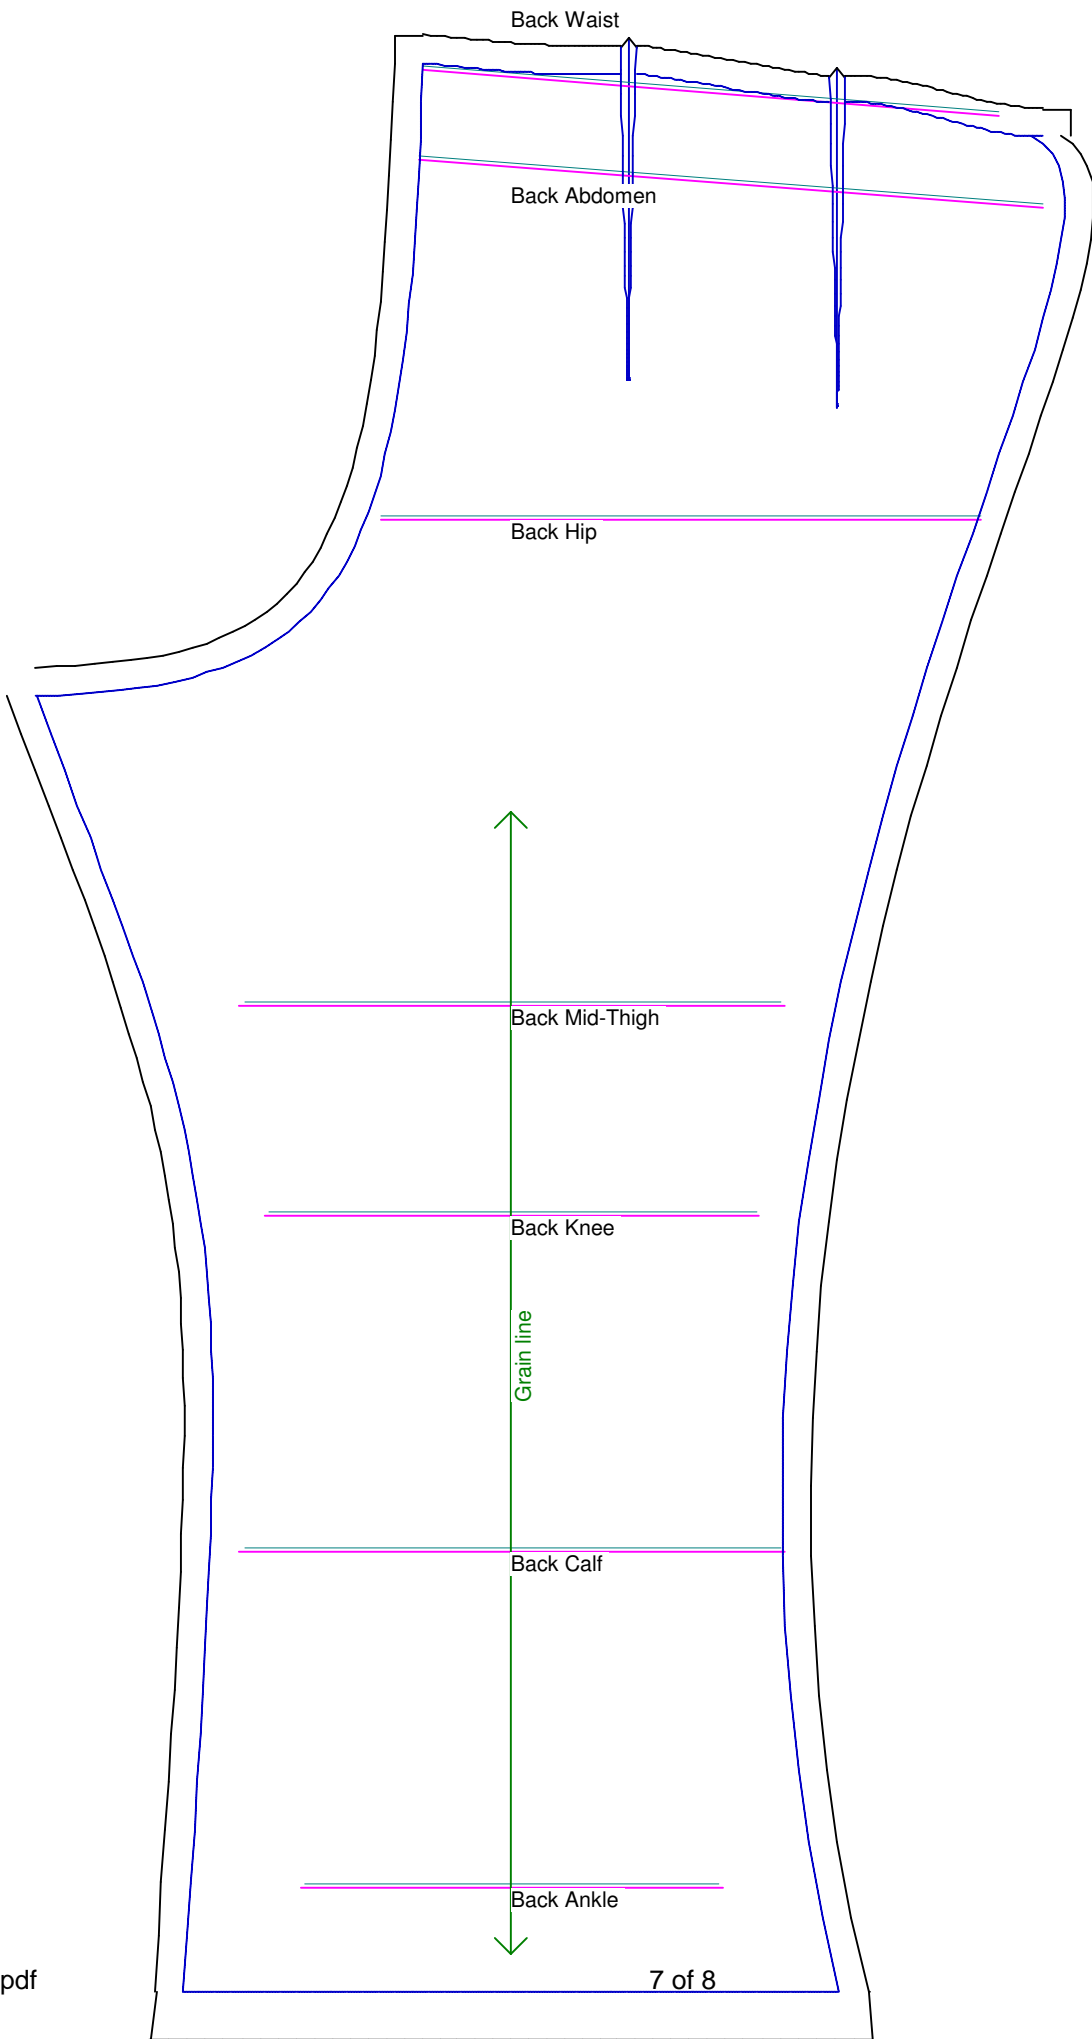 Back Waist
Back Abdomen
Back Hip
Back Mid-Thigh
Back Knee
Grain line
Back Calf
Back Ankle
pdf
7 of 8